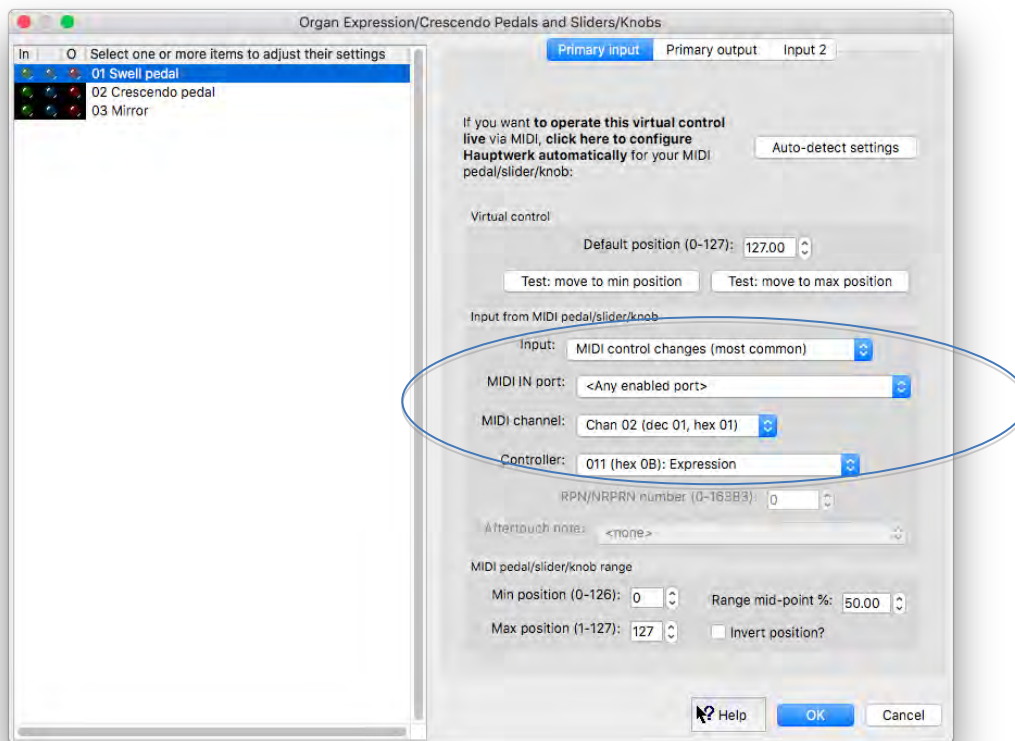 Organ Expression/Crescendo Pedals and Sliders/Knobs
In O Select one or more items to adjust their settings
01 Swell pedal
02 Crescendo pedal
03 Mirror
Primary input Primary output Input 2
If you want to operate this virtual control
live via MIDI, click here to configure
Hauptwerk automatically for your MIDI
pedal/slider/knob:
Auto-detect settings
Virtual control
Default position (0-127): 127.00
Test: move to min position Test: move to max position
Input from MIDI pedal/slider/knob
Input: MIDI control changes (most common)
MIDI IN port: <Any enabled port>
MIDI channel: Chan 02 (dec 01, hex 01)
Controller: 011 (hex 0B): Expression
RPN/NRPRN number (0-16383): 0
Aftertouch note: <none>
MIDI pedal/slider/knob range
Min position (0-126): 0 Range mid-point %: 50.00
Max position (1-127): 127 Invert position?
? Help OK Cancel